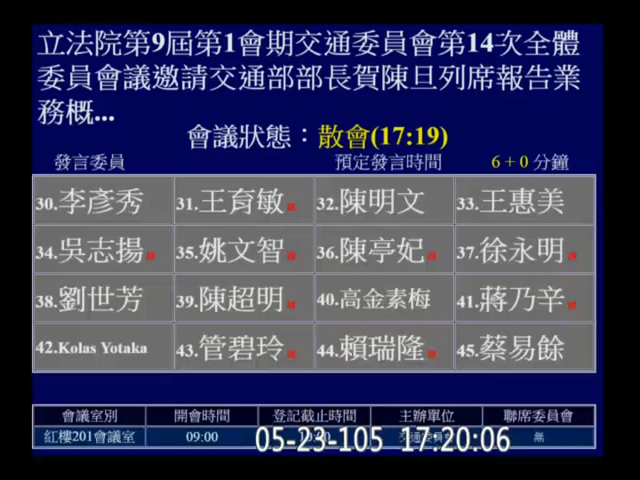 立法院第9屆第1會期交通委員會第14次全體
委員會議邀請交通部部長賀陳旦列席報告業
務概...
會議狀態：散會(17:19)
發言委員 預定發言時間 6 + 0 分鐘
30.李彥秀 31.王育敏 32.陳明文 33.王惠美
34.吳志揚 35.姚文智 36.陳亭妃 37.徐永明
38.劉世芳 39.陳超明 40.高金素梅 41.蔣乃辛
42.Kolas Yotaka 43.管碧玲 44.賴瑞隆 45.蔡易餘
會議室別 開會時間 登記截止時間 主辦單位 聯席委員會
紅樓201會議室 09:00 無
05-23-105 17:20:06